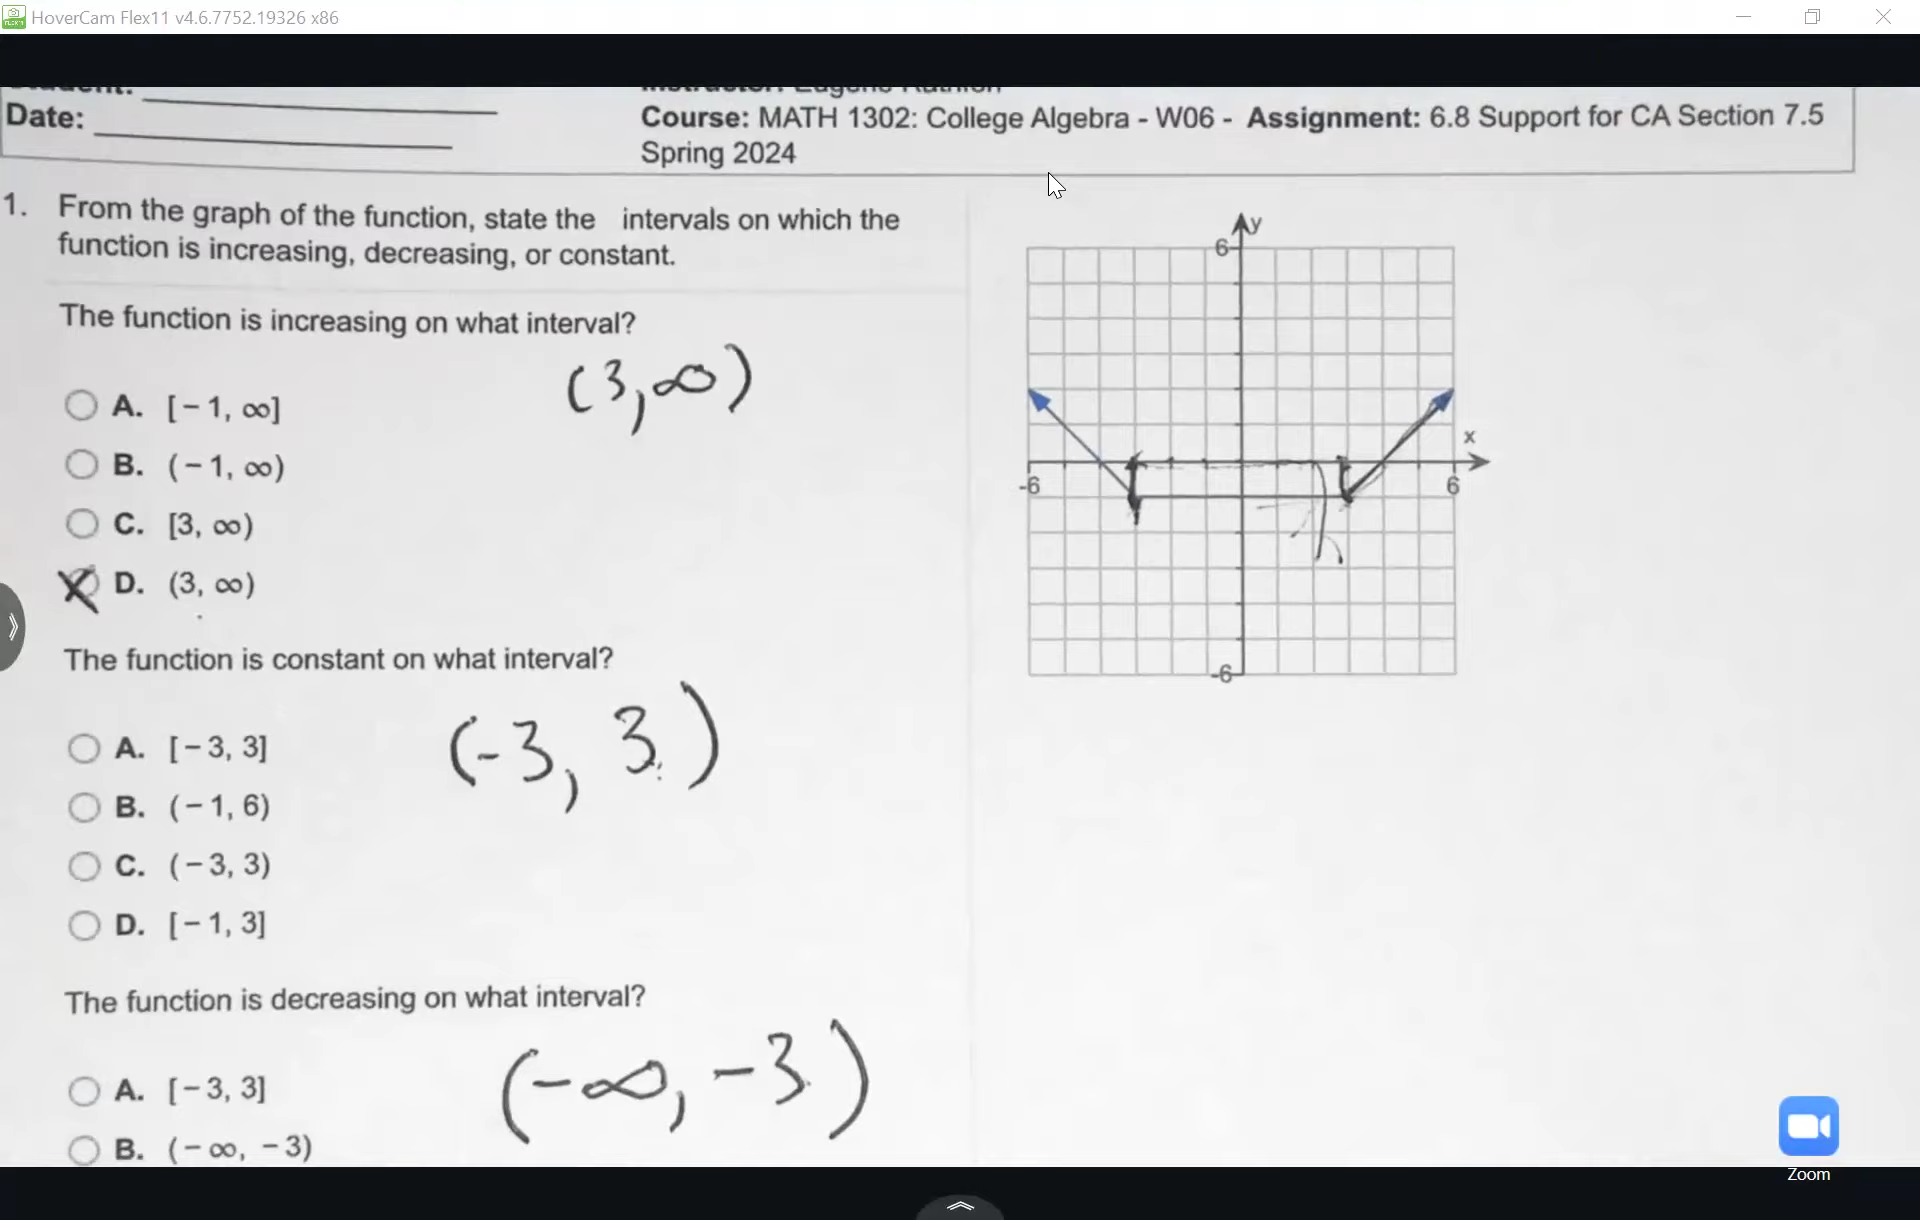 HoverCam Flex11 v4.6.7752.19326 x86
Date:
Course: MATH 1302: College Algebra - W06 - Assignment: 6.8 Support for CA Section 7.5
Spring 2024
1. From the graph of the function, state the intervals on which the
function is increasing, decreasing, or constant.
The function is increasing on what interval?
(3, ∞)
A. [-1, ∞]
B. (-1, ∞)
C. [3, ∞)
D. (3, ∞)
The function is constant on what interval?
(-3, 3)
A. [-3, 3]
B. (-1, 6)
C. (-3, 3)
D. [-1, 3]
The function is decreasing on what interval?
(-∞, -3)
A. [-3, 3]
B. (-∞, -3)
y
6
x
-6
6
-6
Zoom